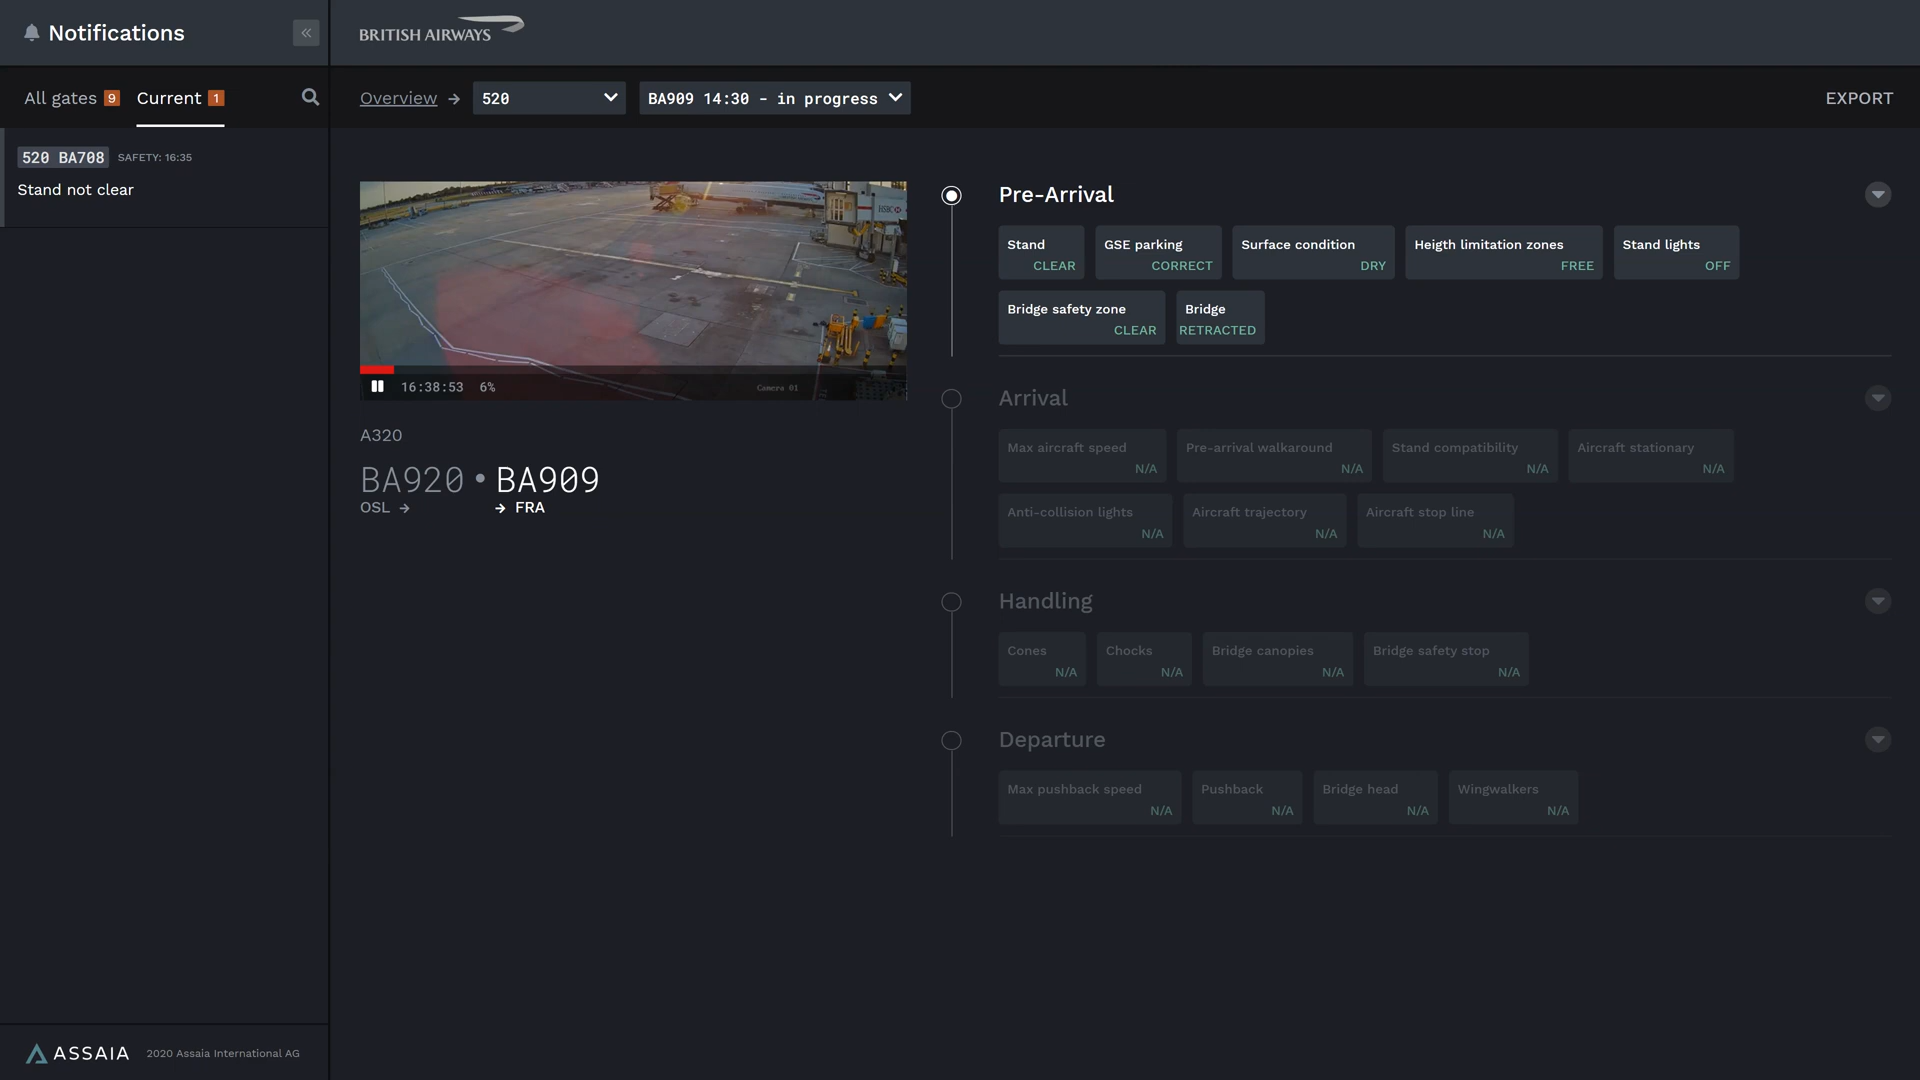 Notifications
BRITISH AIRWAYS
All gates 9 Current 1
Overview → 520 BA909 14:30 - in progress EXPORT
520 BA708 SAFETY: 16:35
Stand not clear
HSBC
16:38:53 6% Camera 01
A320
BA920 • BA909
OSL → → FRA
Pre-Arrival
Stand GSE parking Surface condition Heigth limitation zones Stand lights
CLEAR CORRECT DRY FREE OFF
Bridge safety zone Bridge
CLEAR RETRACTED
Arrival
Max aircraft speed Pre-arrival walkaround Stand compatibility Aircraft stationary
N/A N/A N/A N/A
Anti-collision lights Aircraft trajectory Aircraft stop line
N/A N/A N/A
Handling
Cones Chocks Bridge canopies Bridge safety stop
N/A N/A N/A N/A
Departure
Max pushback speed Pushback Bridge head Wingwalkers
N/A N/A N/A N/A
ASSAIA 2020 Assaia International AG